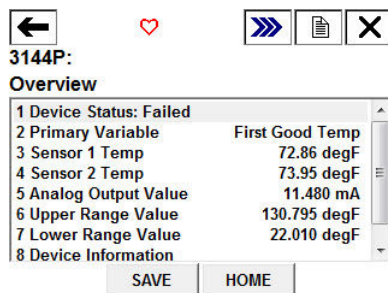 3144P:
Overview
1 Device Status: Failed
2 Primary Variable First Good Temp
3 Sensor 1 Temp 72.86 degF
4 Sensor 2 Temp 73.95 degF
5 Analog Output Value 11.480 mA
6 Upper Range Value 130.795 degF
7 Lower Range Value 22.010 degF
8 Device Information
SAVE HOME